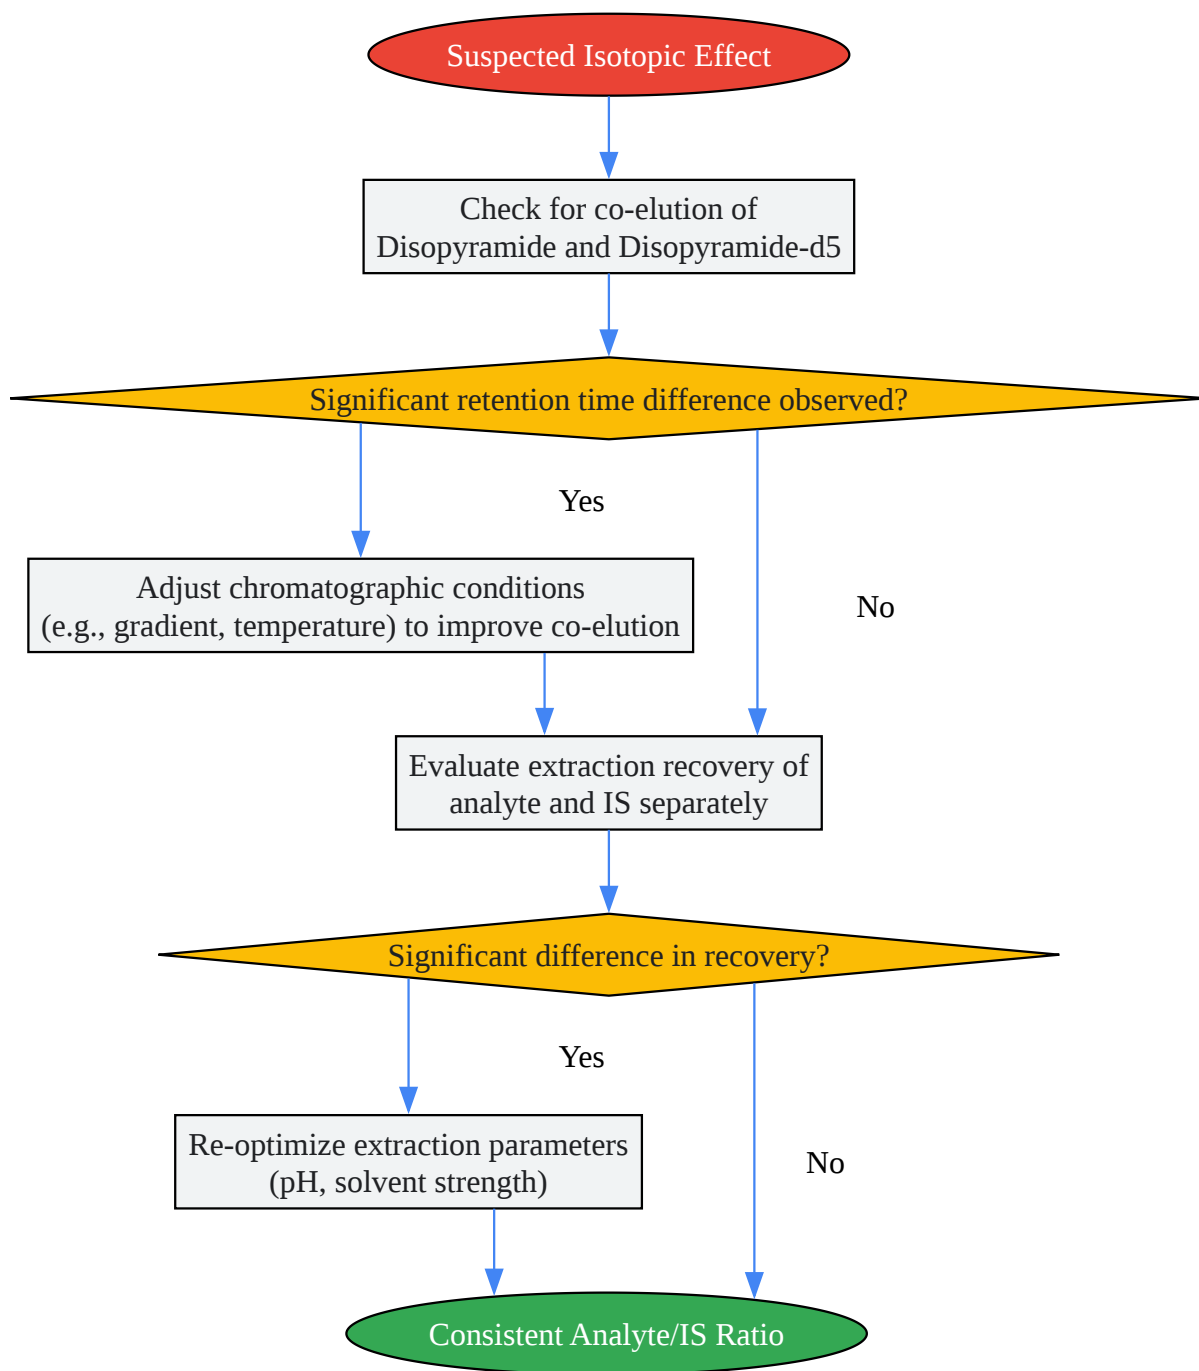 Suspected Isotopic Effect
Check for co-elution of
Disopyramide and Disopyramide-d5
Significant retention time difference observed?
Yes
Adjust chromatographic conditions
(e.g., gradient, temperature) to improve co-elution
No
Evaluate extraction recovery of
analyte and IS separately
Significant difference in recovery?
Yes
Re-optimize extraction parameters
(pH, solvent strength)
No
Consistent Analyte/IS Ratio